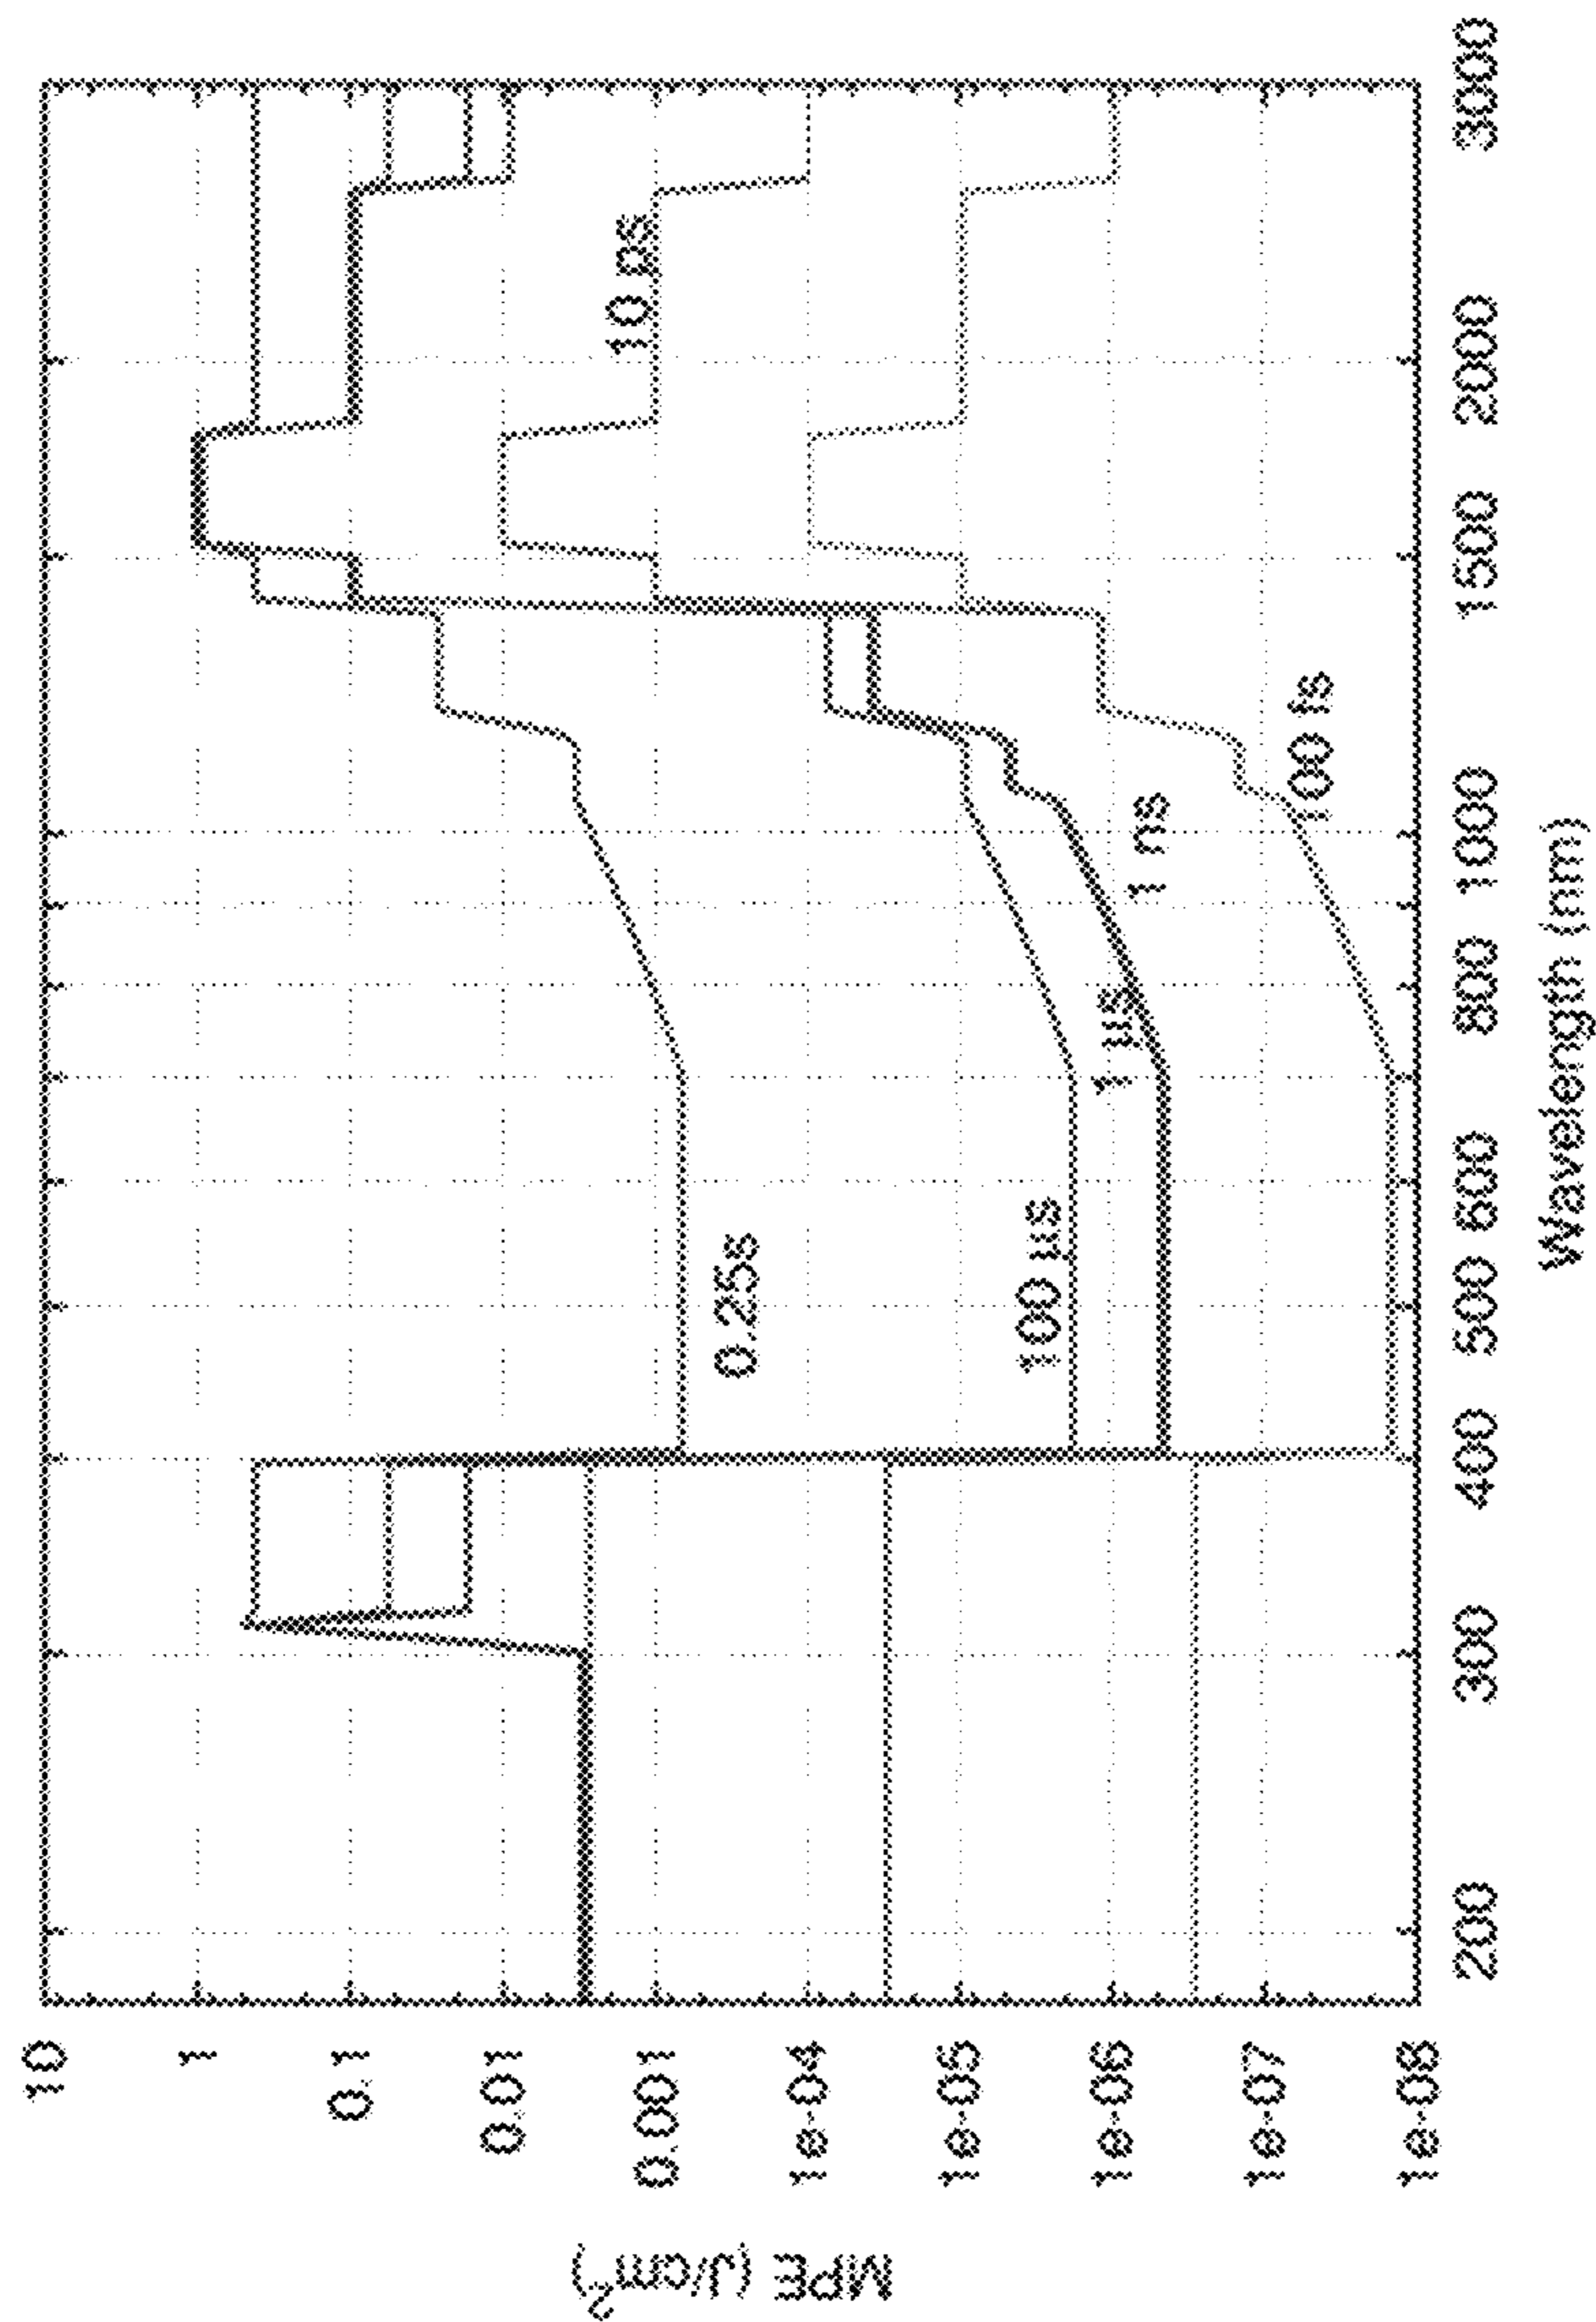 MPE (J/cm²)
10
1
0.1
0.01
0.001
1e-04
1e-05
1e-06
1e-07
1e-08
10 ps
0.25s
100 µs
1 µs
1 ns
100 fs
200
300
400
500
600
800
1000
1500
2000
3000
Wavelength (nm)